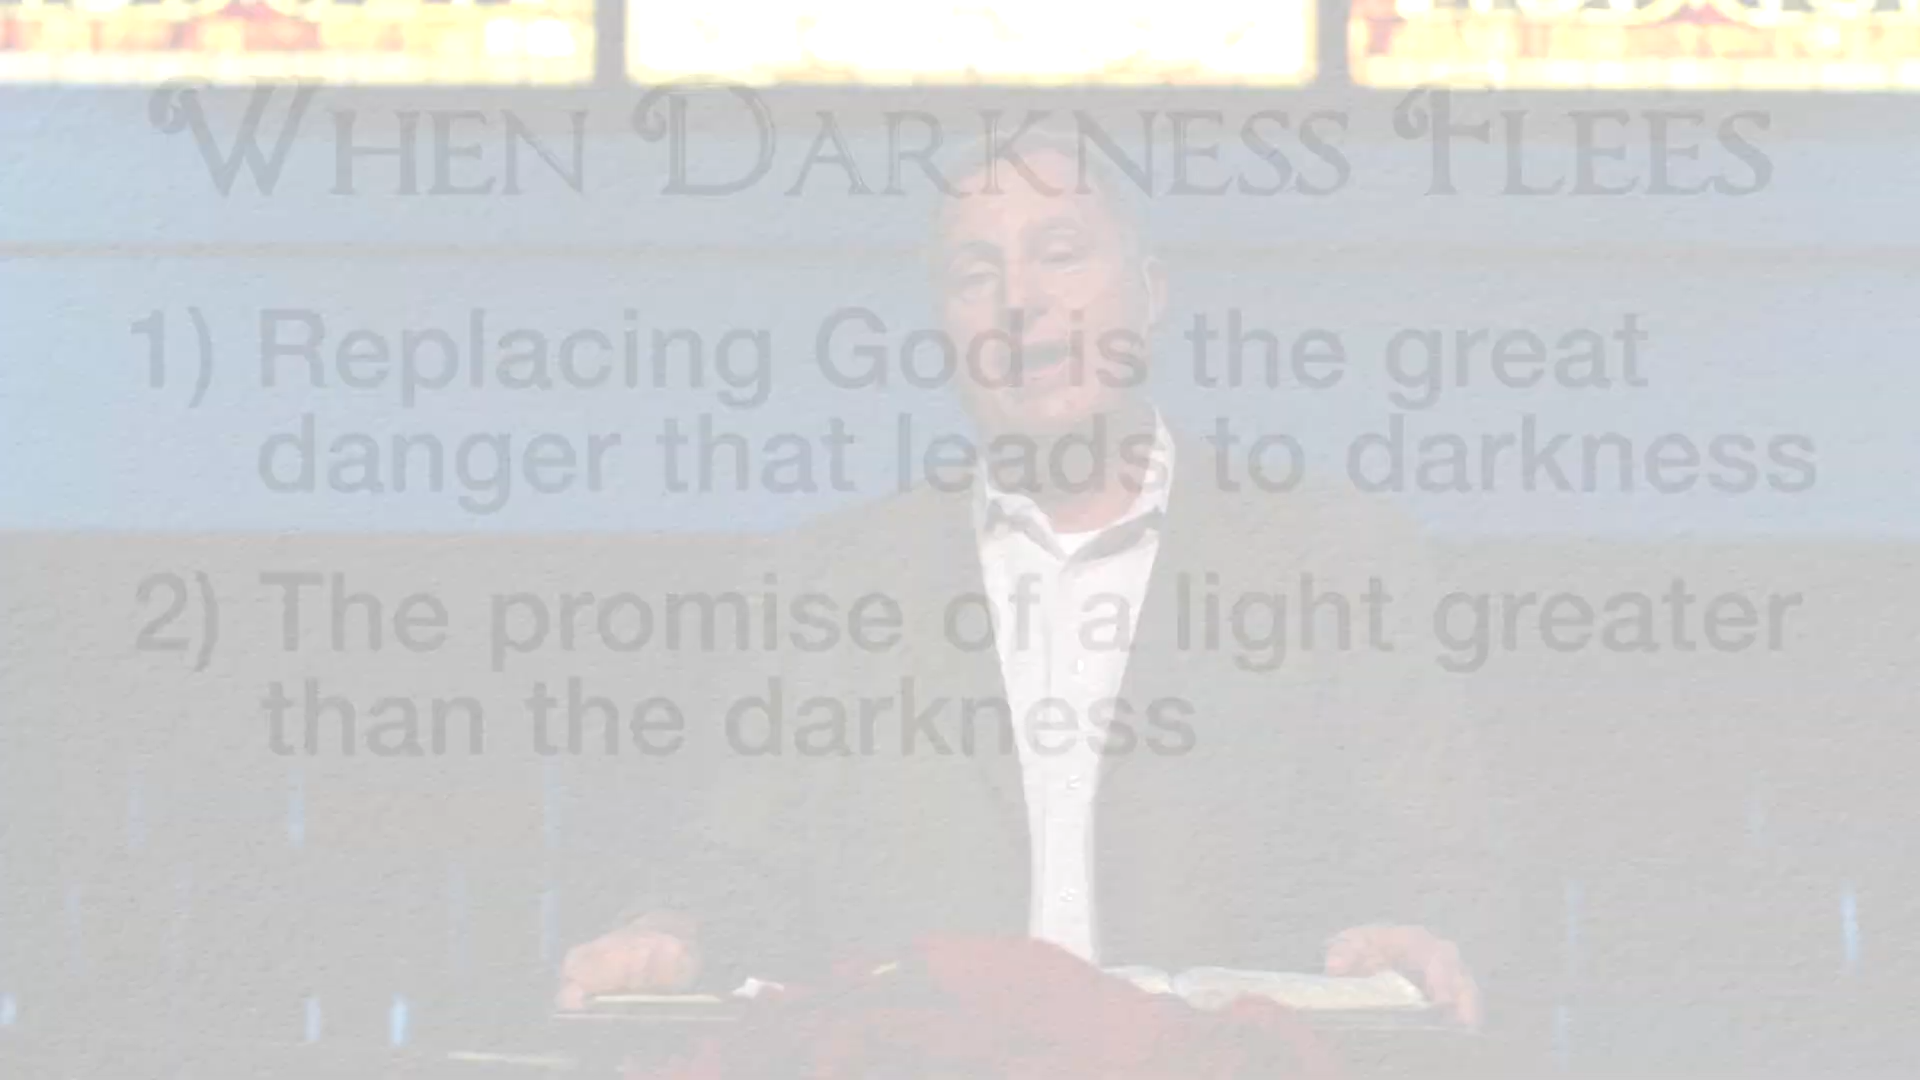 When Darkness Flees
1) Replacing God is the great
danger that leads to darkness
2) The promise of a light greater
than the darkness